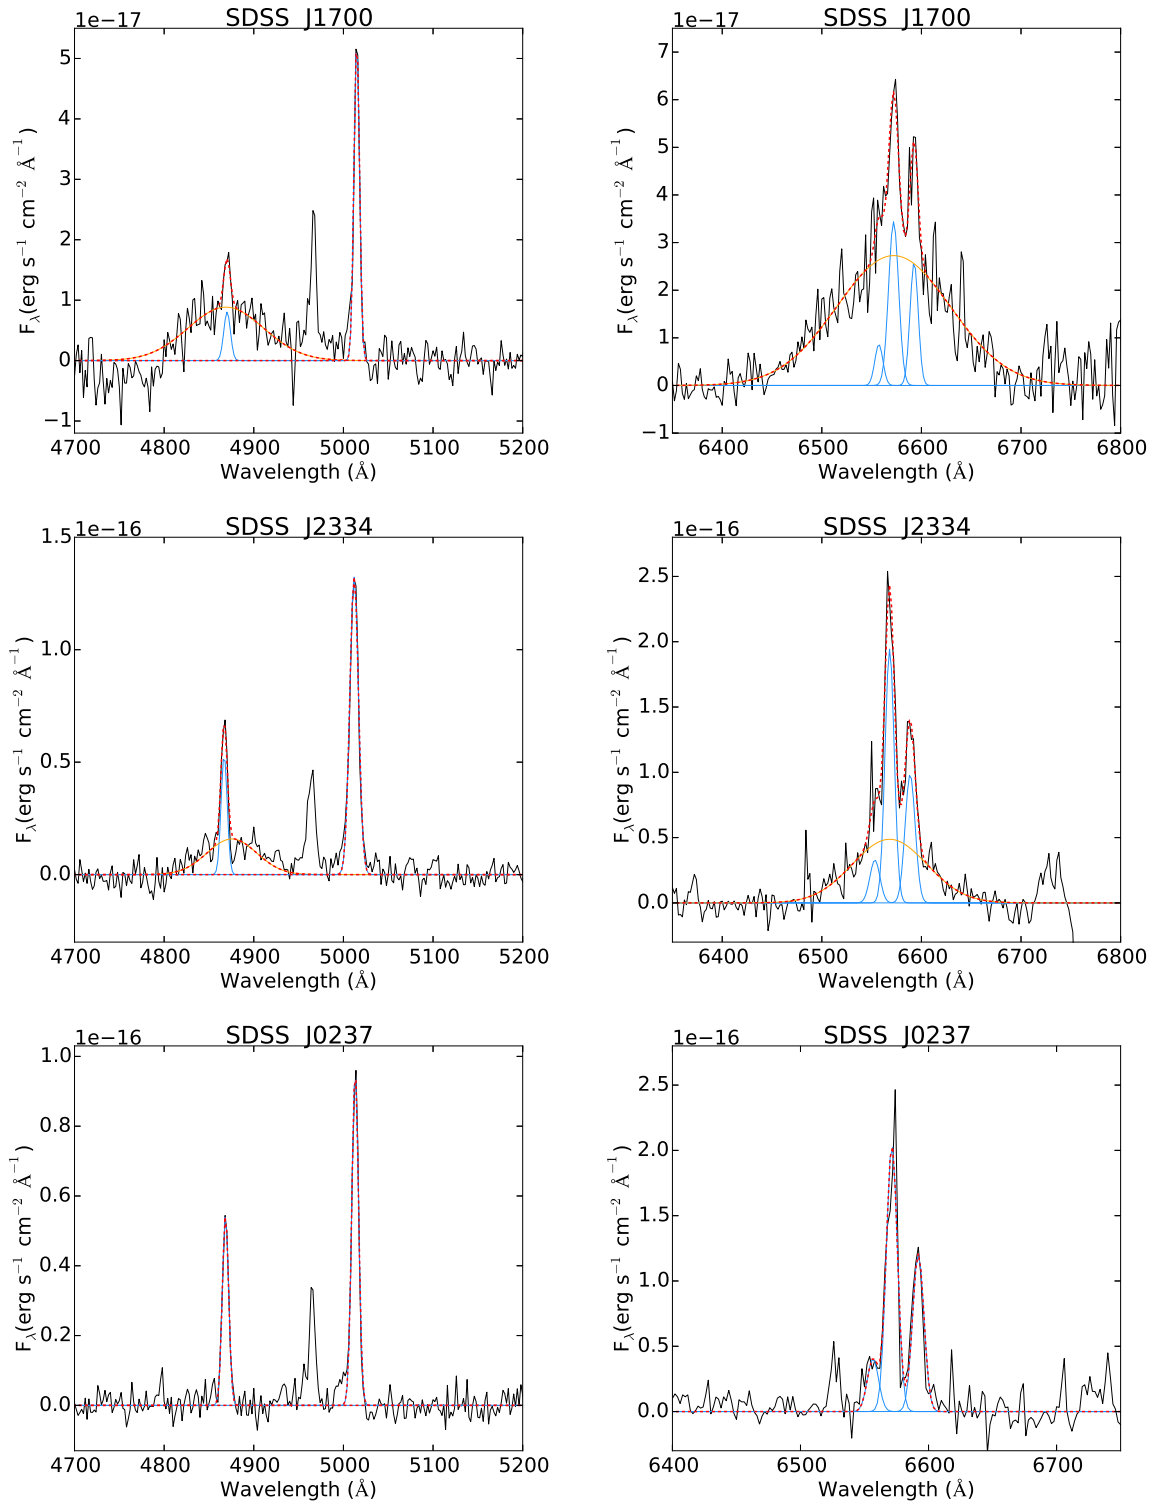 1e−17 SDSS J1700
F_λ(erg s⁻¹ cm⁻² Å⁻¹)
5
4
3
2
1
0
−1
4700 4800 4900 5000 5100 5200
Wavelength (Å)
1e−17 SDSS J1700
F_λ(erg s⁻¹ cm⁻² Å⁻¹)
7
6
5
4
3
2
1
0
−1
6400 6500 6600 6700 6800
Wavelength (Å)
1e−16 SDSS J2334
F_λ(erg s⁻¹ cm⁻² Å⁻¹)
1.5
1.0
0.5
0.0
4700 4800 4900 5000 5100 5200
Wavelength (Å)
1e−16 SDSS J2334
F_λ(erg s⁻¹ cm⁻² Å⁻¹)
2.5
2.0
1.5
1.0
0.5
0.0
6400 6500 6600 6700 6800
Wavelength (Å)
1e−16 SDSS J0237
F_λ(erg s⁻¹ cm⁻² Å⁻¹)
1.0
0.8
0.6
0.4
0.2
0.0
4700 4800 4900 5000 5100 5200
Wavelength (Å)
1e−16 SDSS J0237
F_λ(erg s⁻¹ cm⁻² Å⁻¹)
2.5
2.0
1.5
1.0
0.5
0.0
6400 6500 6600 6700
Wavelength (Å)